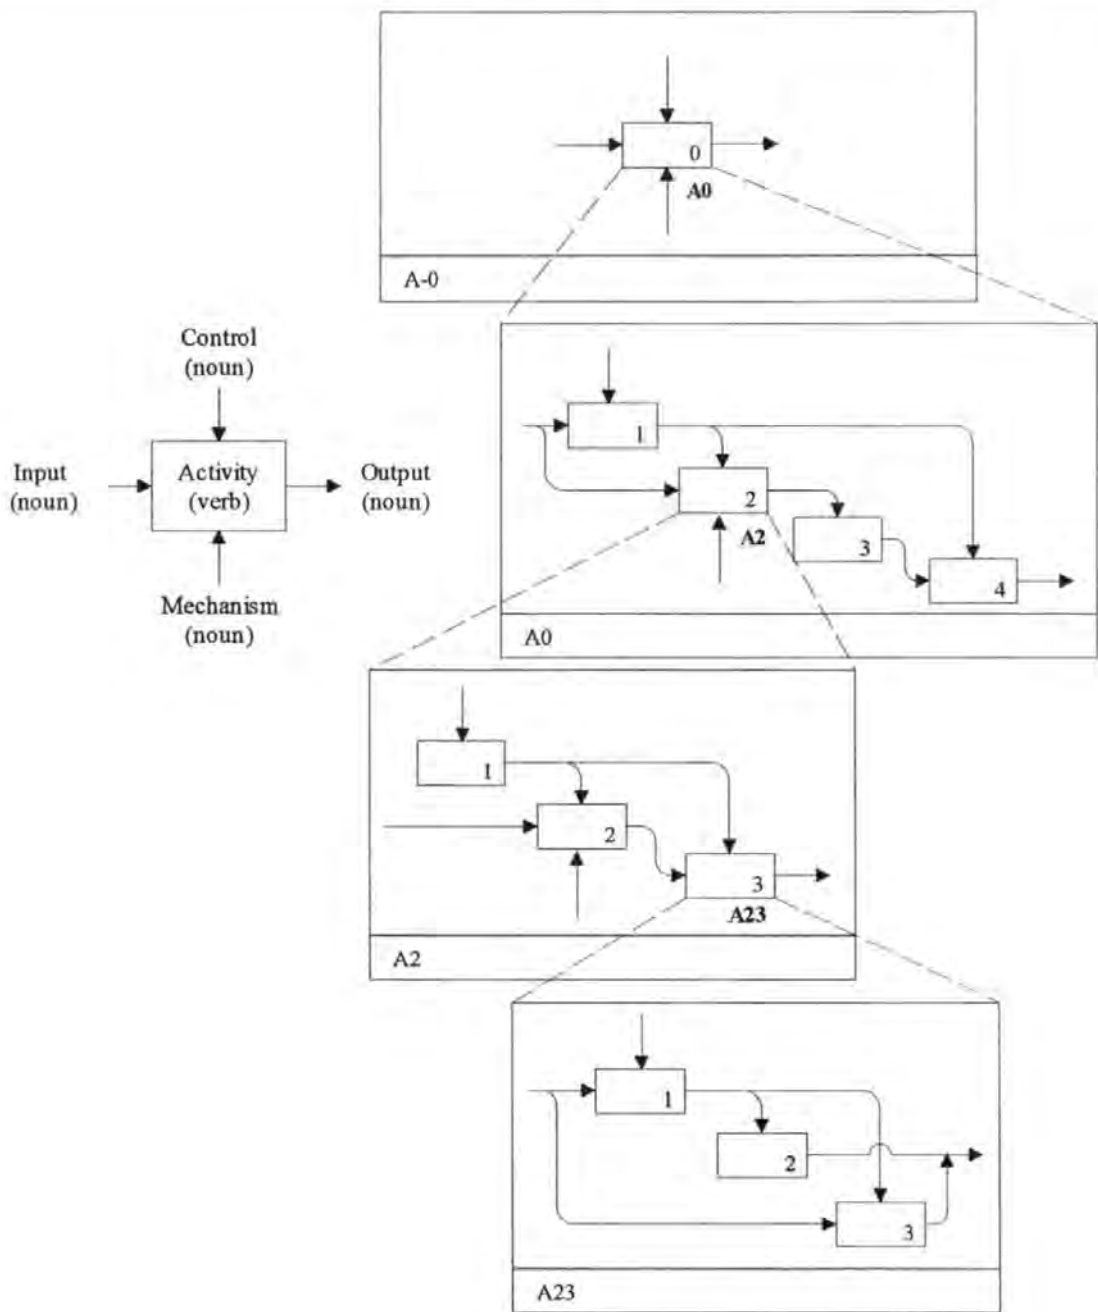 0
A0
A-0
Control
(noun)
Input
(noun)
Activity
(verb)
Output
(noun)
Mechanism
(noun)
1
2
A2
3
4
A0
1
2
3
A23
A2
1
2
3
A23